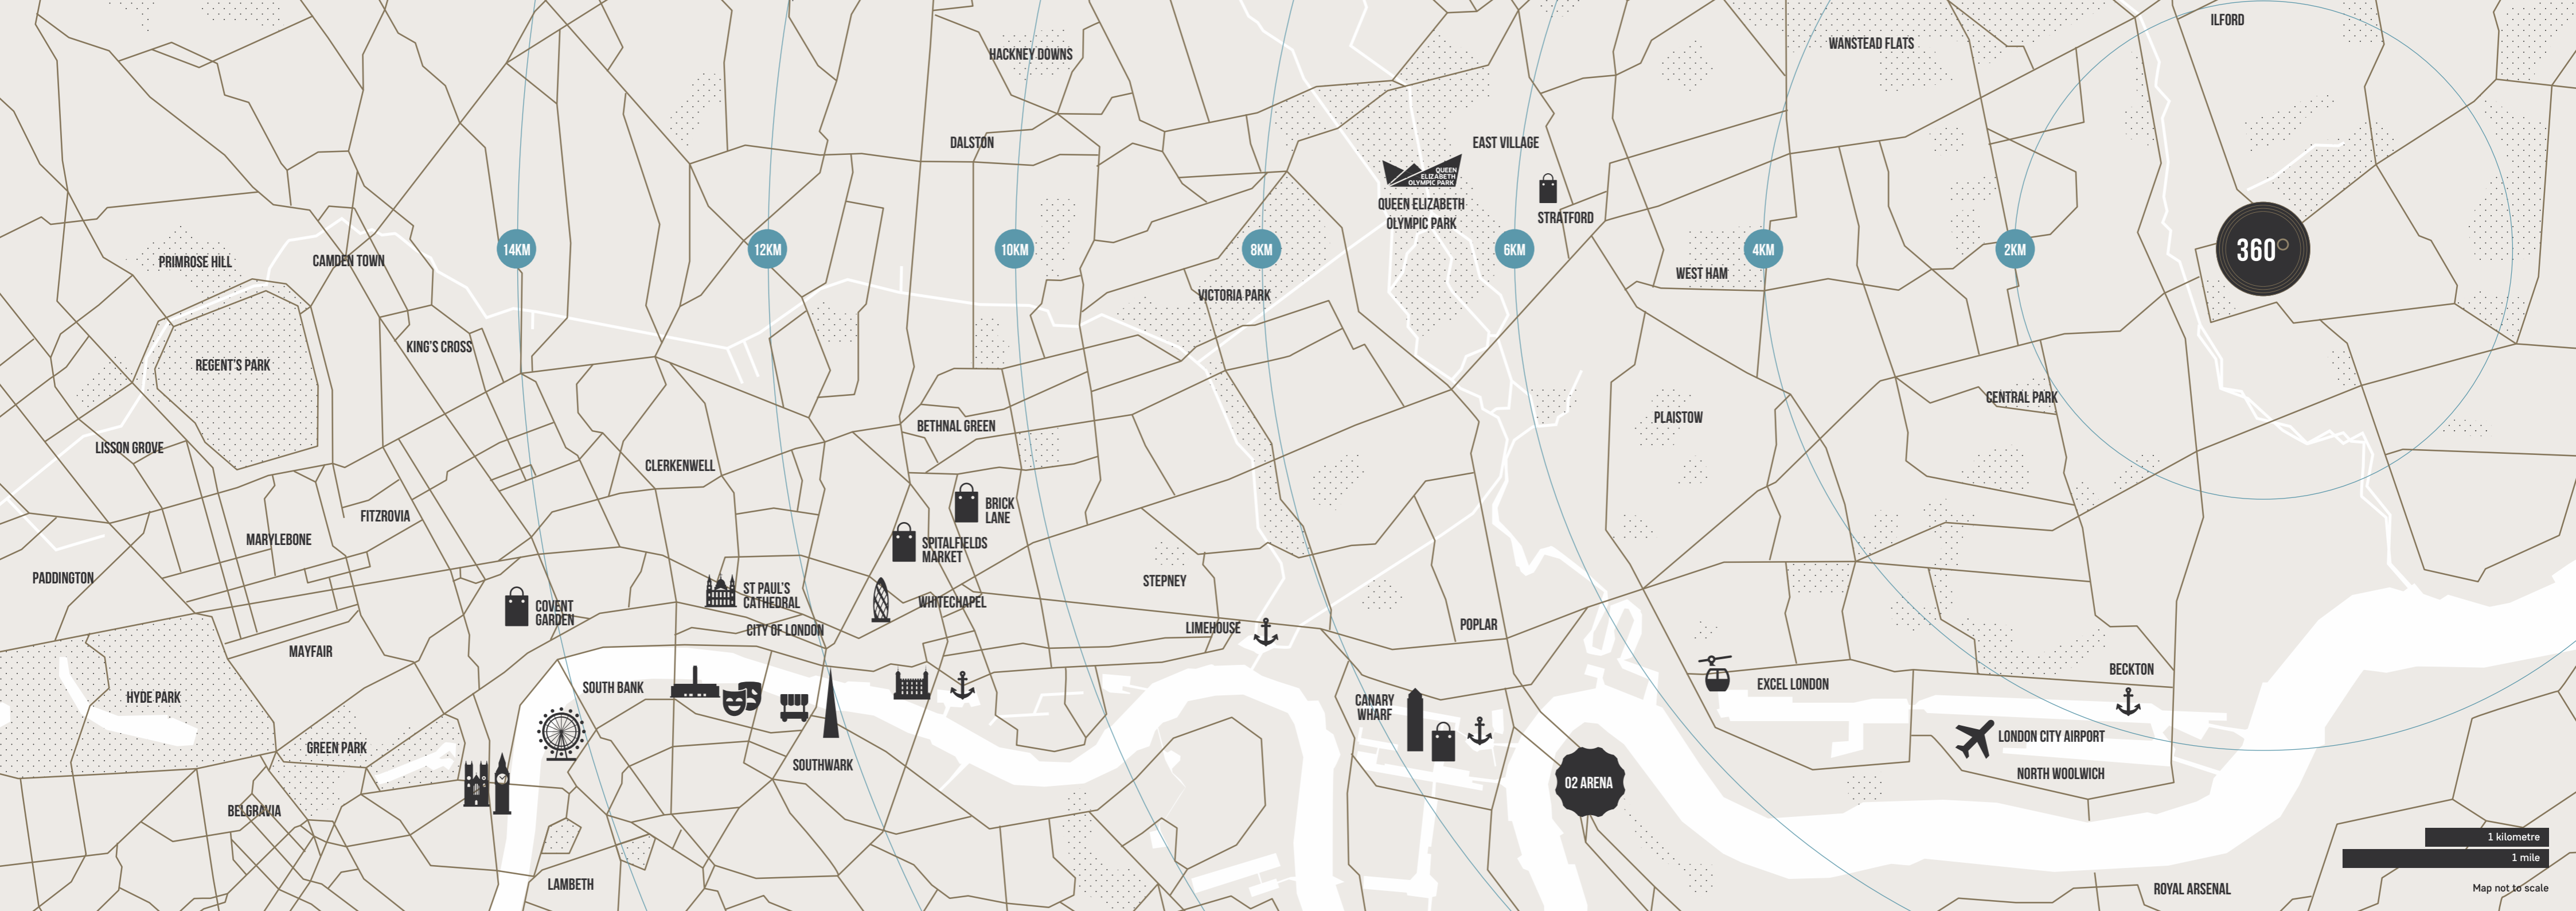 ILFORD
WANSTEAD FLATS
HACKNEY DOWNS
DALSTON
EAST VILLAGE
QUEEN
ELIZABETH
OLYMPIC PARK
QUEEN ELIZABETH
OLYMPIC PARK
STRATFORD
PRIMROSE HILL
CAMDEN TOWN
14KM
12KM
10KM
8KM
6KM
4KM
2KM
360°
WEST HAM
VICTORIA PARK
KING'S CROSS
REGENT'S PARK
CENTRAL PARK
PLAISTOW
BETHNAL GREEN
LISSON GROVE
CLERKENWELL
BRICK
LANE
FITZROVIA
MARYLEBONE
SPITALFIELDS
MARKET
PADDINGTON
STEPNEY
ST PAUL'S
CATHEDRAL
WHITECHAPEL
COVENT
GARDEN
CITY OF LONDON
LIMEHOUSE
POPLAR
MAYFAIR
BECKTON
EXCEL LONDON
SOUTH BANK
HYDE PARK
CANARY
WHARF
LONDON CITY AIRPORT
GREEN PARK
SOUTHWARK
NORTH WOOLWICH
O2 ARENA
BELGRAVIA
1 kilometre
1 mile
LAMBETH
ROYAL ARSENAL
Map not to scale